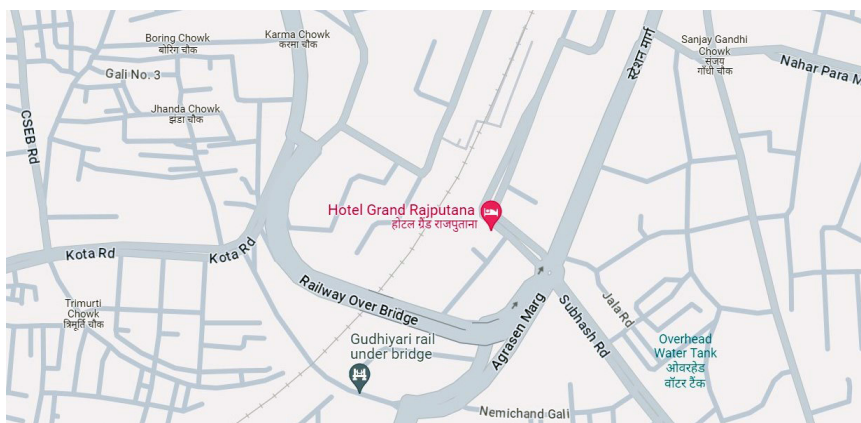 Boring Chowk
बोरिंग चौक
Karma Chowk
करमा चौक
Gali No. 3
Jhanda Chowk
झंडा चौक
CSEB Rd
स्टेशन मार्ग
Sanjay Gandhi
Chowk
संजय
गाँधी चौक
Nahar Para M
Hotel Grand Rajputana
होटल ग्रैंड राजपुताना
Kota Rd
Kota Rd
Railway Over Bridge
Trimurti
Chowk
त्रिमूर्ति चौक
Gudhiyari rail
under bridge
Agrasen Marg
Subhash Rd
Jala Rd
Overhead
Water Tank
ओवरहेड
वॉटर टैंक
Nemichand Gali